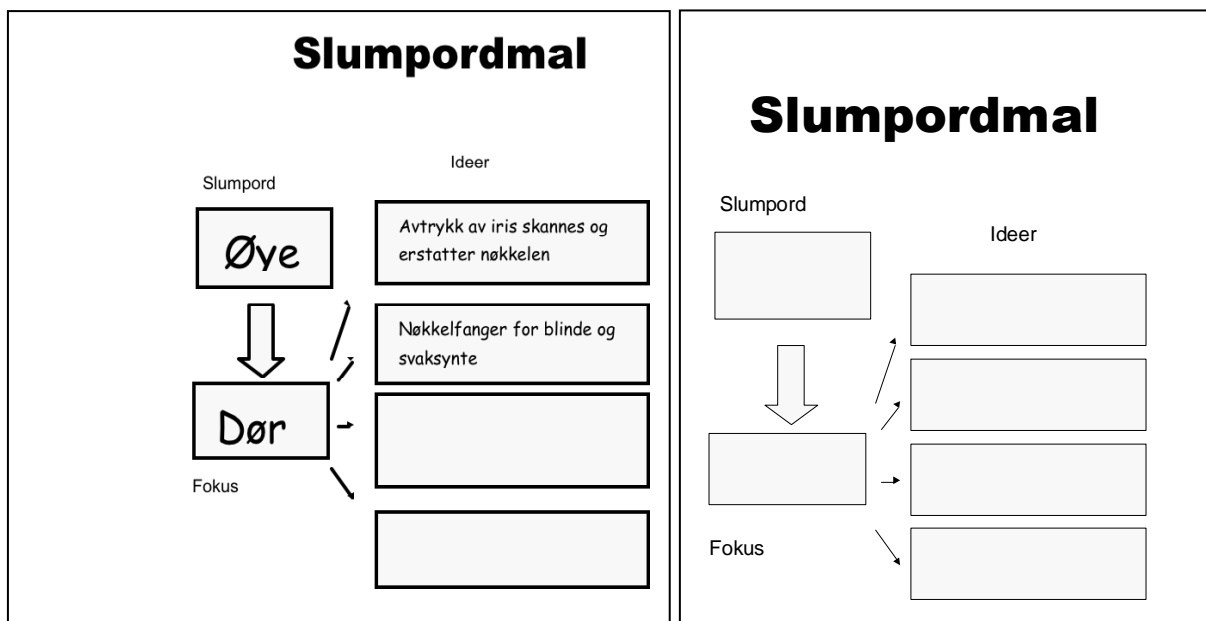 Slumpordmal
Ideer
Slumpord
Øye
Avtrykk av iris skannes og
erstatter nøkkelen
Nøkkelfanger for blinde og
svaksynte
Dør
Fokus
Slumpordmal
Slumpord
Ideer
Fokus